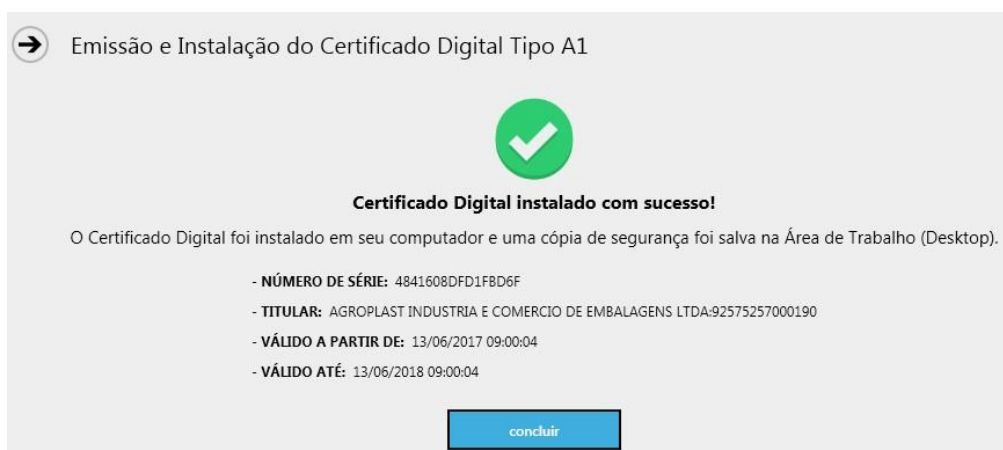 Emissão e Instalação do Certificado Digital Tipo A1
Certificado Digital instalado com sucesso!
O Certificado Digital foi instalado em seu computador e uma cópia de segurança foi salva na Área de Trabalho (Desktop).
- NÚMERO DE SÉRIE: 4841608DFD1FBD6F
- TITULAR: AGROPLAST INDUSTRIA E COMERCIO DE EMBALAGENS LTDA:92575257000190
- VÁLIDO A PARTIR DE: 13/06/2017 09:00:04
- VÁLIDO ATÉ: 13/06/2018 09:00:04
concluir